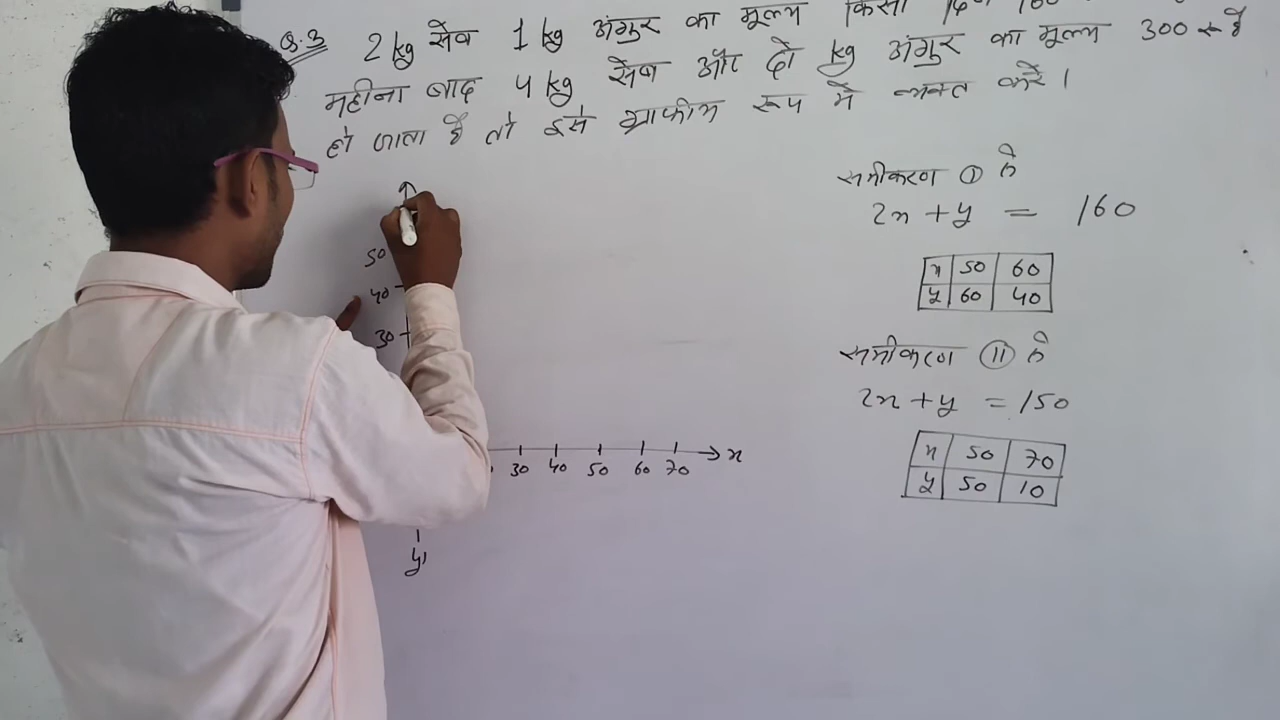 Q.3 2 kg सेब 1 kg अंगुर का मूल्य किसी दिन 160
महीना बाद 4 kg सेब और दो kg अंगुर का मूल्य 300 रू है
हो जाता है तो इसे ग्राफीय रूप में व्यक्त करें।
समीकरण I से
2x + y = 160
x 50 60
y 60 40
समीकरण II से
2x + y = 150
x 50 70
y 50 10
50
40
30
30 40 50 60 70 x
y'